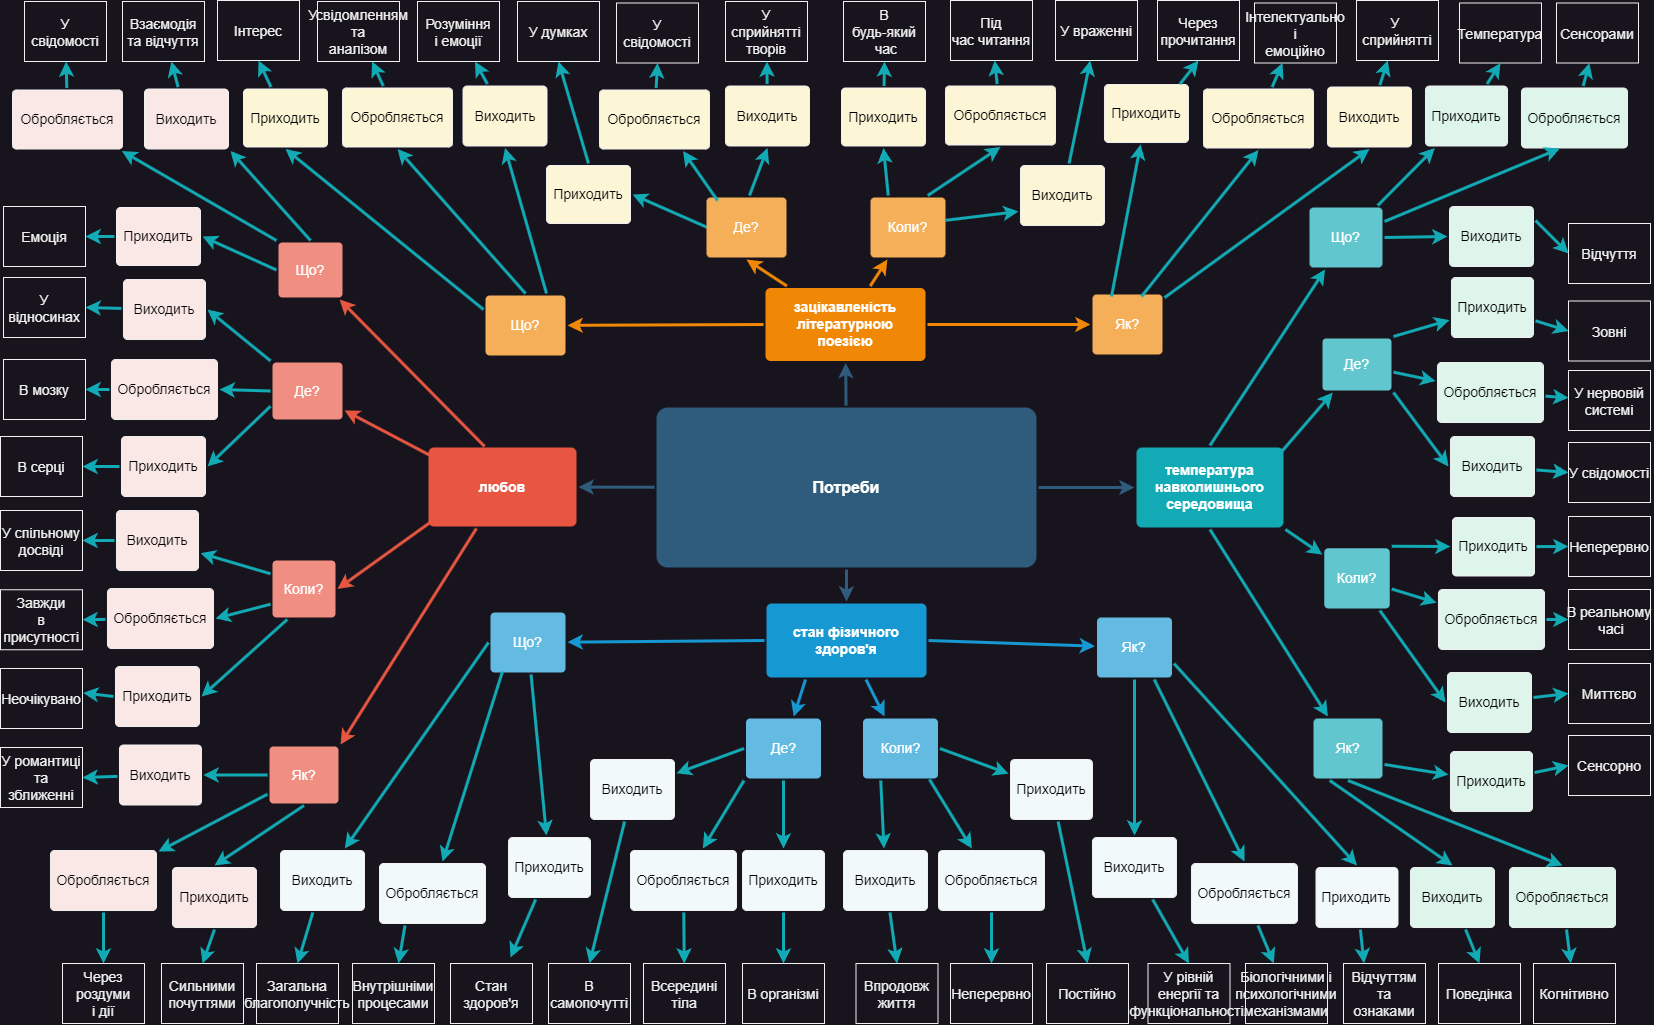 У
свідомості
Взаємодія
та відчуття
Інтерес
Усвідомленням
та
аналізом
Розуміння
і емоції
У думках
У
свідомості
У
сприйнятті
творів
В
будь-який
час
Під
час читання
У враженні
Через
прочитання
Інтелектуально
і
емоційно
У
сприйнятті
Температура
Сенсорами
Обробляється
Виходить
Приходить
Обробляється
Виходить
Обробляється
Виходить
Приходить
Обробляється
Приходить
Обробляється
Виходить
Приходить
Обробляється
Приходить
Виходить
Емоція
Приходить
Що?
Де?
Коли?
Що?
Виходить
Відчуття
У
відносинах
Виходить
Що?
зацікавленість
літературною
поезією
Як?
Приходить
Зовні
В мозку
Обробляється
Де?
Де?
Обробляється
У нервовій
системі
В серці
Приходить
любов
Потреби
температура
навколишнього
середовища
Виходить
У свідомості
У спільному
досвіді
Виходить
Приходить
Неперервно
Завжди
в
присутності
Обробляється
Коли?
Коли?
Обробляється
В реальному
часі
Неочікувано
Приходить
Що?
стан фізичного
здоров'я
Як?
Виходить
Миттєво
У романтиці
та
зближенні
Виходить
Як?
Де?
Коли?
Як?
Приходить
Сенсорно
Виходить
Приходить
Обробляється
Приходить
Виходить
Обробляється
Приходить
Обробляється
Приходить
Виходить
Обробляється
Виходить
Обробляється
Приходить
Виходить
Обробляється
Через
роздуми
і дії
Сильними
почуттями
Загальна
благополучність
Внутрішніми
процесами
Стан
здоров'я
В
самопочутті
Всередині
тіла
В організмі
Впродовж
життя
Неперервно
Постійно
У рівній
енергії та
функціональності
Біологічними і
психологічними
механізмами
Відчуттям
та
ознаками
Поведінка
Когнітивно